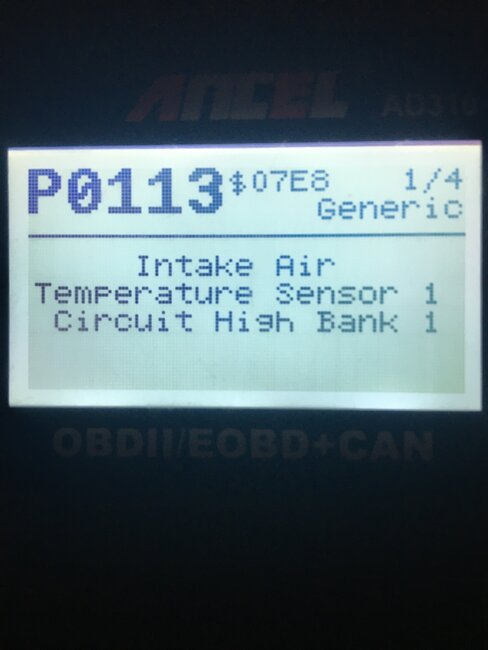 ANCEL
AD310
P0113 $07E8 1/4
Generic
Intake Air
Temperature Sensor 1
Circuit High Bank 1
OBDII/EOBD+CAN